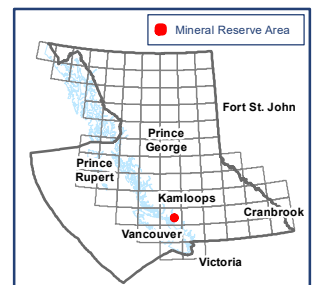 Mineral Reserve Area
Fort St. John
Prince
George
Prince
Rupert
Kamloops
Cranbrook
Vancouver
Victoria